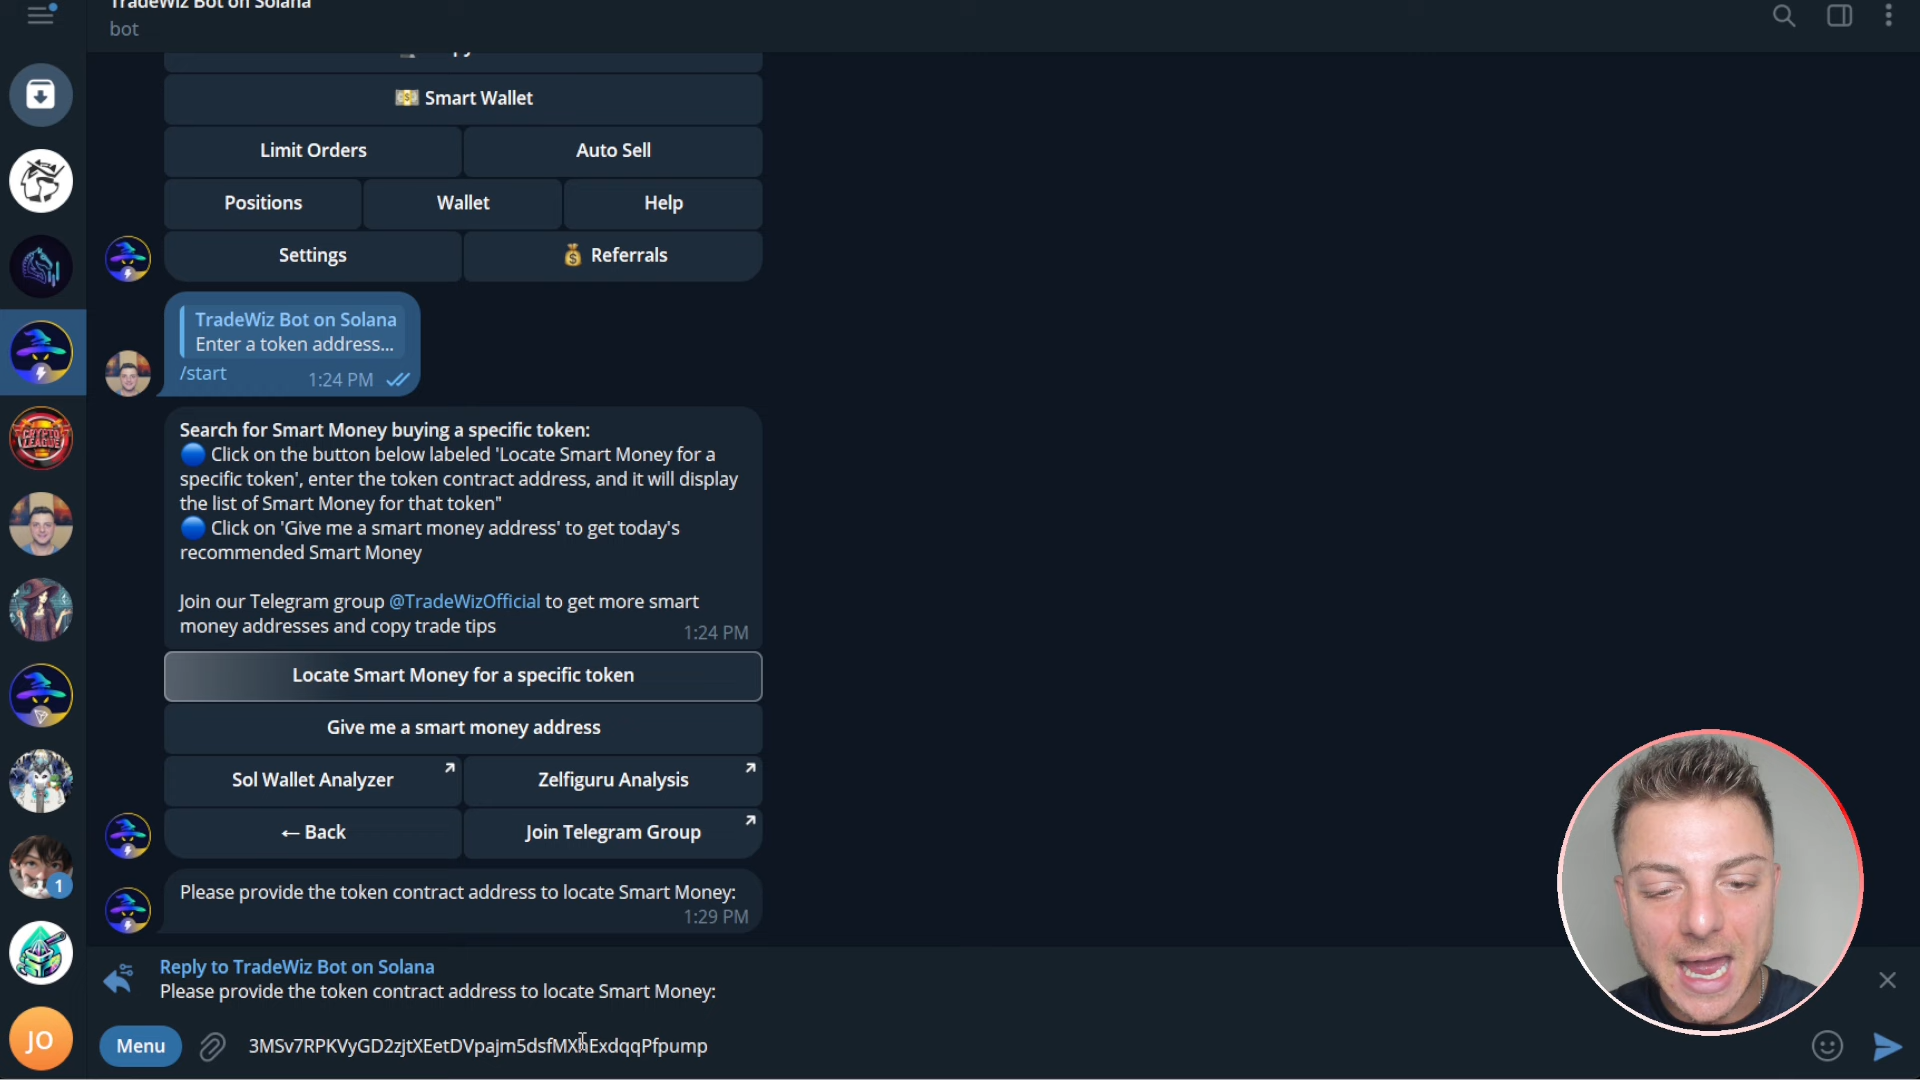 TradeWiz Bot on Solana
bot
💵 Smart Wallet
Limit Orders
Auto Sell
Positions
Wallet
Help
Settings
💰 Referrals
TradeWiz Bot on Solana
Enter a token address...
/start
1:24 PM
Search for Smart Money buying a specific token:
🔵 Click on the button below labeled 'Locate Smart Money for a
specific token', enter the token contract address, and it will display
the list of Smart Money for that token"
🔵 Click on 'Give me a smart money address' to get today's
recommended Smart Money
Join our Telegram group @TradeWizOfficial to get more smart
money addresses and copy trade tips
1:24 PM
Locate Smart Money for a specific token
Give me a smart money address
Sol Wallet Analyzer
Zelfiguru Analysis
← Back
Join Telegram Group
Please provide the token contract address to locate Smart Money:
1:29 PM
Reply to TradeWiz Bot on Solana
Please provide the token contract address to locate Smart Money:
Menu
CRYPTO
LEAGUE
1
JO